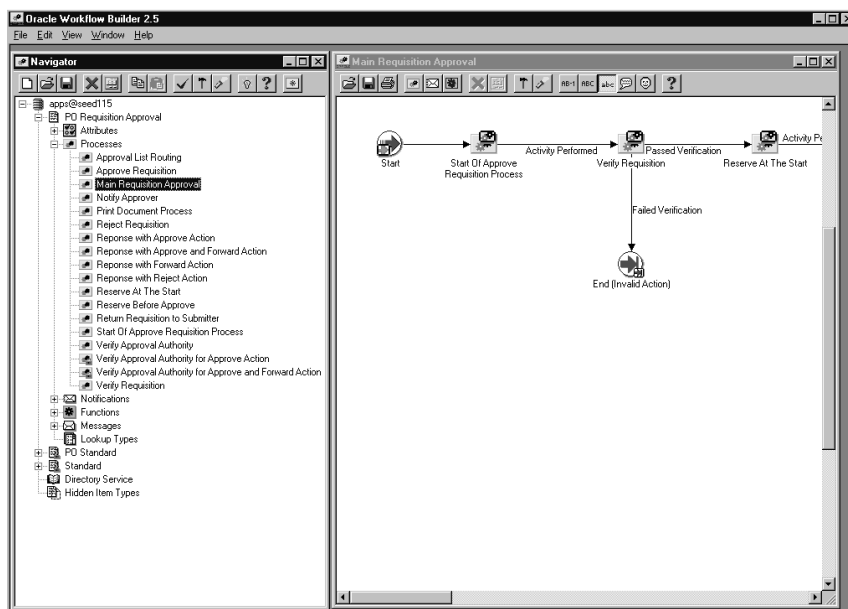 Oracle Workflow Builder 2.5
File Edit View Window Help
Navigator
apps@seed115
PO Requisition Approval
Attributes
Processes
Approval List Routing
Approve Requisition
Main Requisition Approval
Notify Approver
Print Document Process
Reject Requisition
Reponse with Approve Action
Reponse with Approve and Forward Action
Reponse with Forward Action
Reponse with Reject Action
Reserve At The Start
Reserve Before Approve
Return Requisition to Submitter
Start Of Approve Requisition Process
Verify Approval Authority
Verify Approval Authority for Approve Action
Verify Approval Authority for Approve and Forward Action
Verify Requisition
Notifications
Functions
Messages
Lookup Types
PO Standard
Standard
Directory Service
Hidden Item Types
Main Requisition Approval
AB-1 ABC abc
Activity Pe
Start
Start Of Approve
Requisition Process
Activity Performed
Verify Requisition
Passed Verification
Reserve At The Start
Failed Verification
End (Invalid Action)